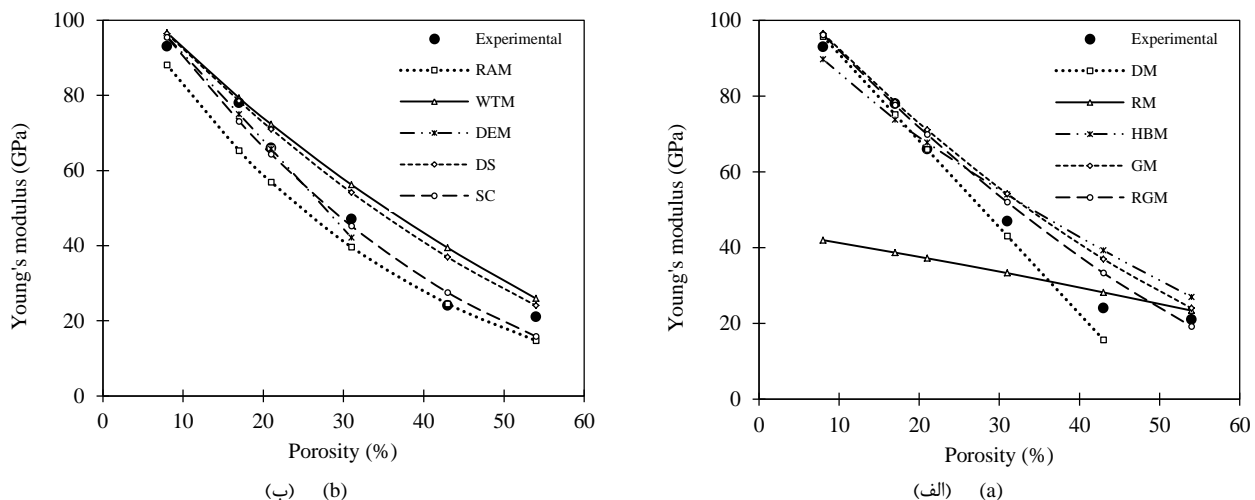 100
80
60
40
20
0
Young's modulus (GPa)
Experimental
RAM
WTM
DEM
DS
SC
0 10 20 30 40 50 60
Porosity (%)
(ب) (b)
100
80
60
40
20
0
Young's modulus (GPa)
Experimental
DM
RM
HBM
GM
RGM
0 10 20 30 40 50 60
Porosity (%)
(الف) (a)